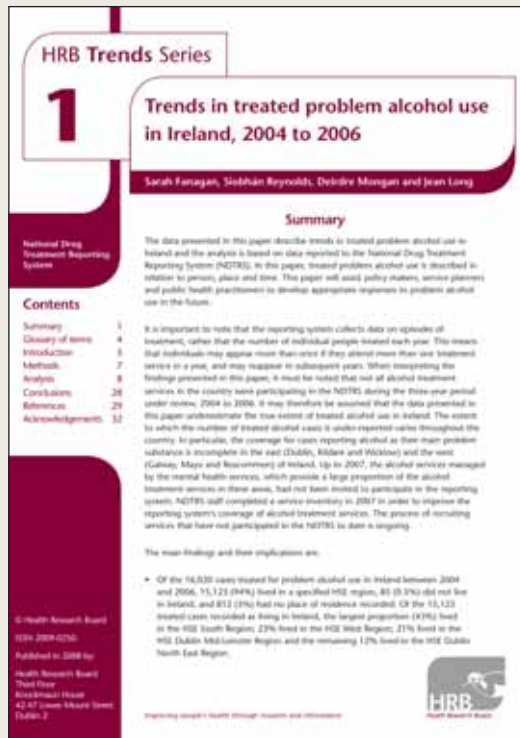 HRB Trends Series
1
Trends in treated problem alcohol use
in Ireland, 2004 to 2006
Sarah Fanagan, Siobhán Reynolds, Deirdre Mongan and Jean Long
National Drug
Treatment Reporting
System
Contents
Summary 1
Glossary of terms 4
Introduction 5
Methods 7
Analysis 8
Conclusions 28
References 29
Acknowledgements 32
© Health Research Board
Published in 2008 by:
Health Research Board
Third Floor
Knockmaun House
42-47 Lower Mount Street
Dublin 2
Summary
The data presented in this paper describe trends in treated problem alcohol use in
Ireland and the analysis is based on data reported to the National Drug Treatment
Reporting System (NDTRS). In this paper, treated problem alcohol use is described in
relation to person, place and time. This paper will assist policy makers, service planners
and public health practitioners to develop appropriate responses to problem alcohol
use in the future.
It is important to note that the reporting system collects data on episodes of
treatment, rather than the number of individual people treated each year. This means
that individuals may appear more than once if they attend more than one treatment
service in a year, and may reappear in subsequent years. When interpreting the
findings presented in this paper, it must be noted that not all alcohol treatment
services in the country were participating in the NDTRS during the three-year period
under review, 2004 to 2006. It may therefore be assumed that the data presented in
this paper underestimate the true extent of treated alcohol use in Ireland. The extent
to which the number of treated alcohol cases is under-reported varies throughout the
country. In particular, the coverage for cases reporting alcohol as their main problem
substance is incomplete in the east (Dublin, Kildare and Wicklow) and the west
(Galway, Mayo and Roscommon) of Ireland. Up to 2007, the alcohol services managed
by the mental health services, which provide a large proportion of the alcohol
treatment services in these areas, had not been invited to participate in the reporting
system. NDTRS staff completed a service inventory in 2007 in order to improve the
reporting system's coverage of alcohol treatment services. The process of recruiting
services that have not participated in the NDTRS to date is ongoing.
The main findings and their implications are:
• Of the 16,020 cases treated for problem alcohol use in Ireland between 2004
and 2006, 15,123 (94%) lived in a specified HSE region, 85 (0.5%) did not live
in Ireland, and 812 (5%) had no place of residence recorded. Of the 15,123
treated cases recorded as living in Ireland, the largest proportion (43%) lived
in the HSE South Region, 23% lived in the HSE West Region, 21% lived in the
HSE Dublin Mid-Leinster Region and the remaining 12% lived in the HSE Dublin
North East Region.
Improving people's health through research and information
HRB
Health Research Board